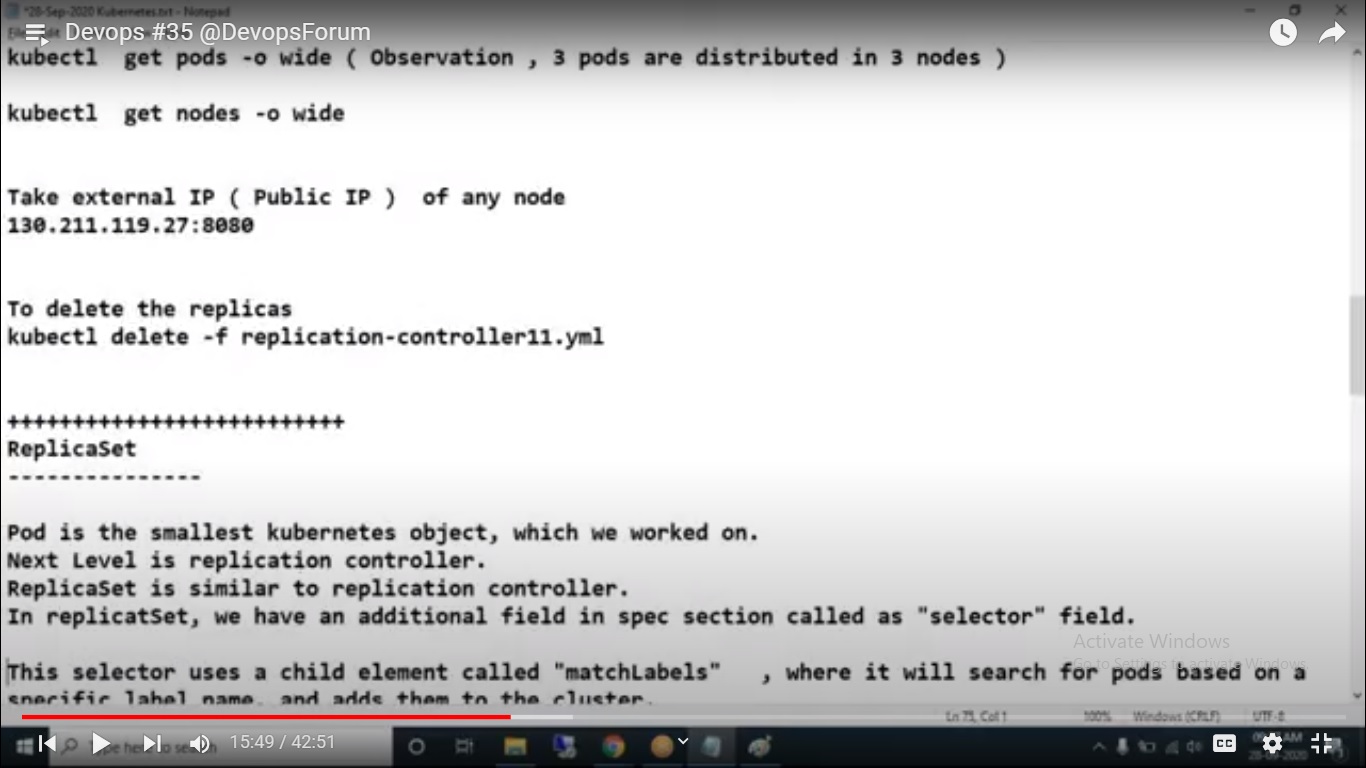 *28-Sep-2020 Kubernetes.txt - Notepad
Devops #35 @DevopsForum
kubectl  get pods -o wide ( Observation , 3 pods are distributed in 3 nodes )
kubectl  get nodes -o wide
Take external IP ( Public IP )  of any node
130.211.119.27:8080
To delete the replicas
kubectl delete -f replication-controller11.yml
++++++++++++++++++++++++++
ReplicaSet
---------------
Pod is the smallest kubernetes object, which we worked on.
Next Level is replication controller.
ReplicaSet is similar to replication controller.
In replicatSet, we have an additional field in spec section called as "selector" field.
Activate Windows
Go to Settings to activate Windows.
This selector uses a child element called "matchLabels"   , where it will search for pods based on a
specific label name, and adds them to the cluster.
Ln 73, Col 1 100% Windows (CRLF) UTF-8
15:49 / 42:51
CC
28-09-2020